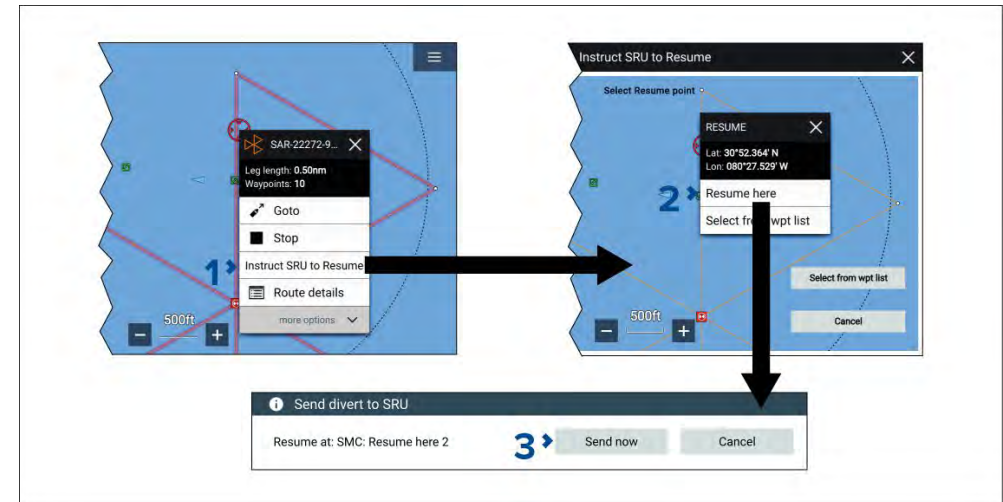 SAR-22272-9...
Leg length: 0.50nm
Waypoints: 10
Goto
Stop
1
Instruct SRU to Resume
Route details
more options
500ft
Instruct SRU to Resume
Select Resume point
RESUME
Lat: 30°52.364' N
Lon: 080°27.529' W
2
Resume here
Select from wpt list
Select from wpt list
Cancel
500ft
Send divert to SRU
Resume at: SMC: Resume here 2
3
Send now
Cancel